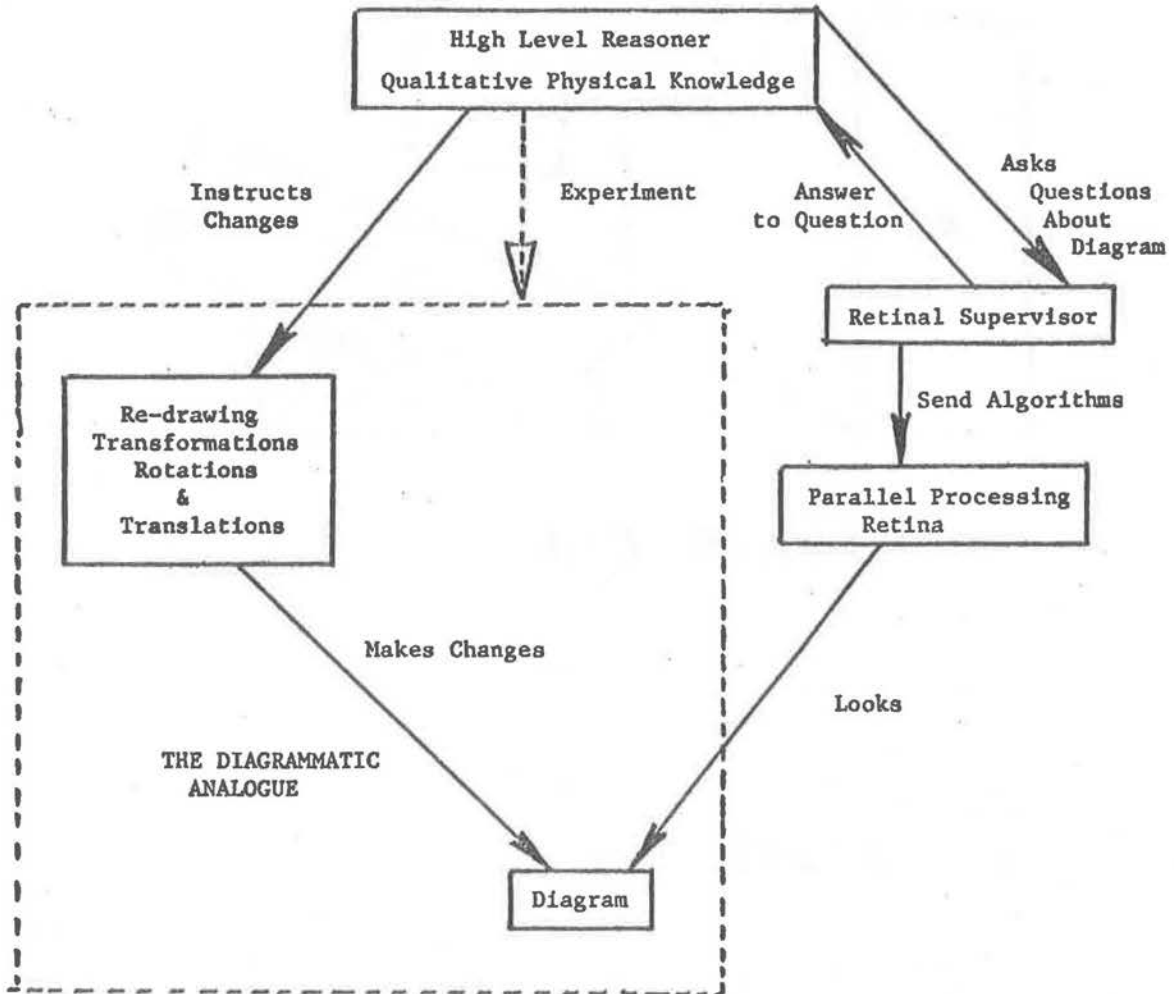 High Level Reasoner
Qualitative Physical Knowledge
Instructs
Changes
Experiment
Answer
to Question
Asks
Questions
About
Diagram
Retinal Supervisor
Send Algorithms
Re-drawing
Transformations
Rotations
&
Translations
Parallel Processing
Retina
Makes Changes
Looks
THE DIAGRAMMATIC
ANALOGUE
Diagram